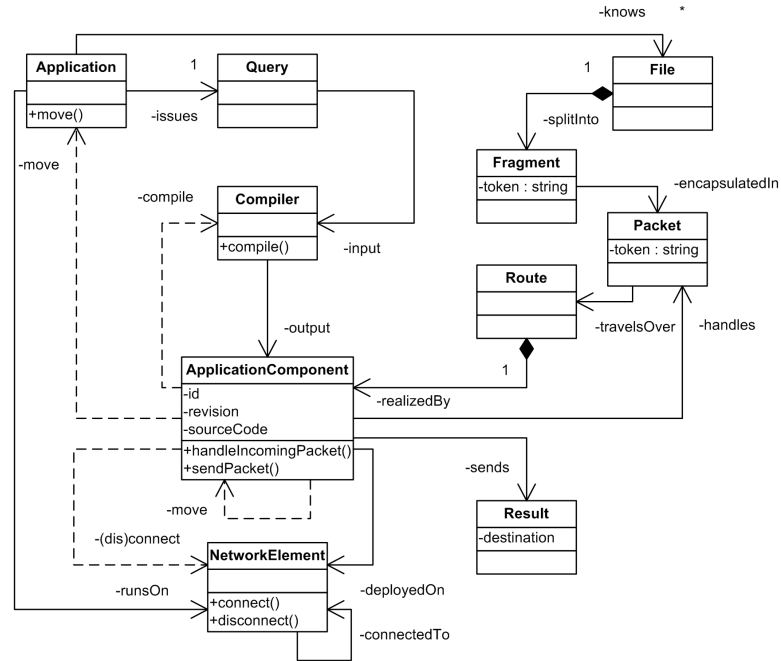 -knows *
Application
+move()
1
Query
-issues
1
File
-splitInto
-move
-compile
Compiler
+compile()
-input
Fragment
-token : string
-encapsulatedIn
Packet
-token : string
Route
-travelsOver
-handles
-output
1
ApplicationComponent
-id
-revision
-sourceCode
+handleIncomingPacket()
+sendPacket()
-realizedBy
-sends
-move
Result
-destination
-(dis)connect
NetworkElement
+connect()
+disconnect()
-runsOn
-deployedOn
-connectedTo